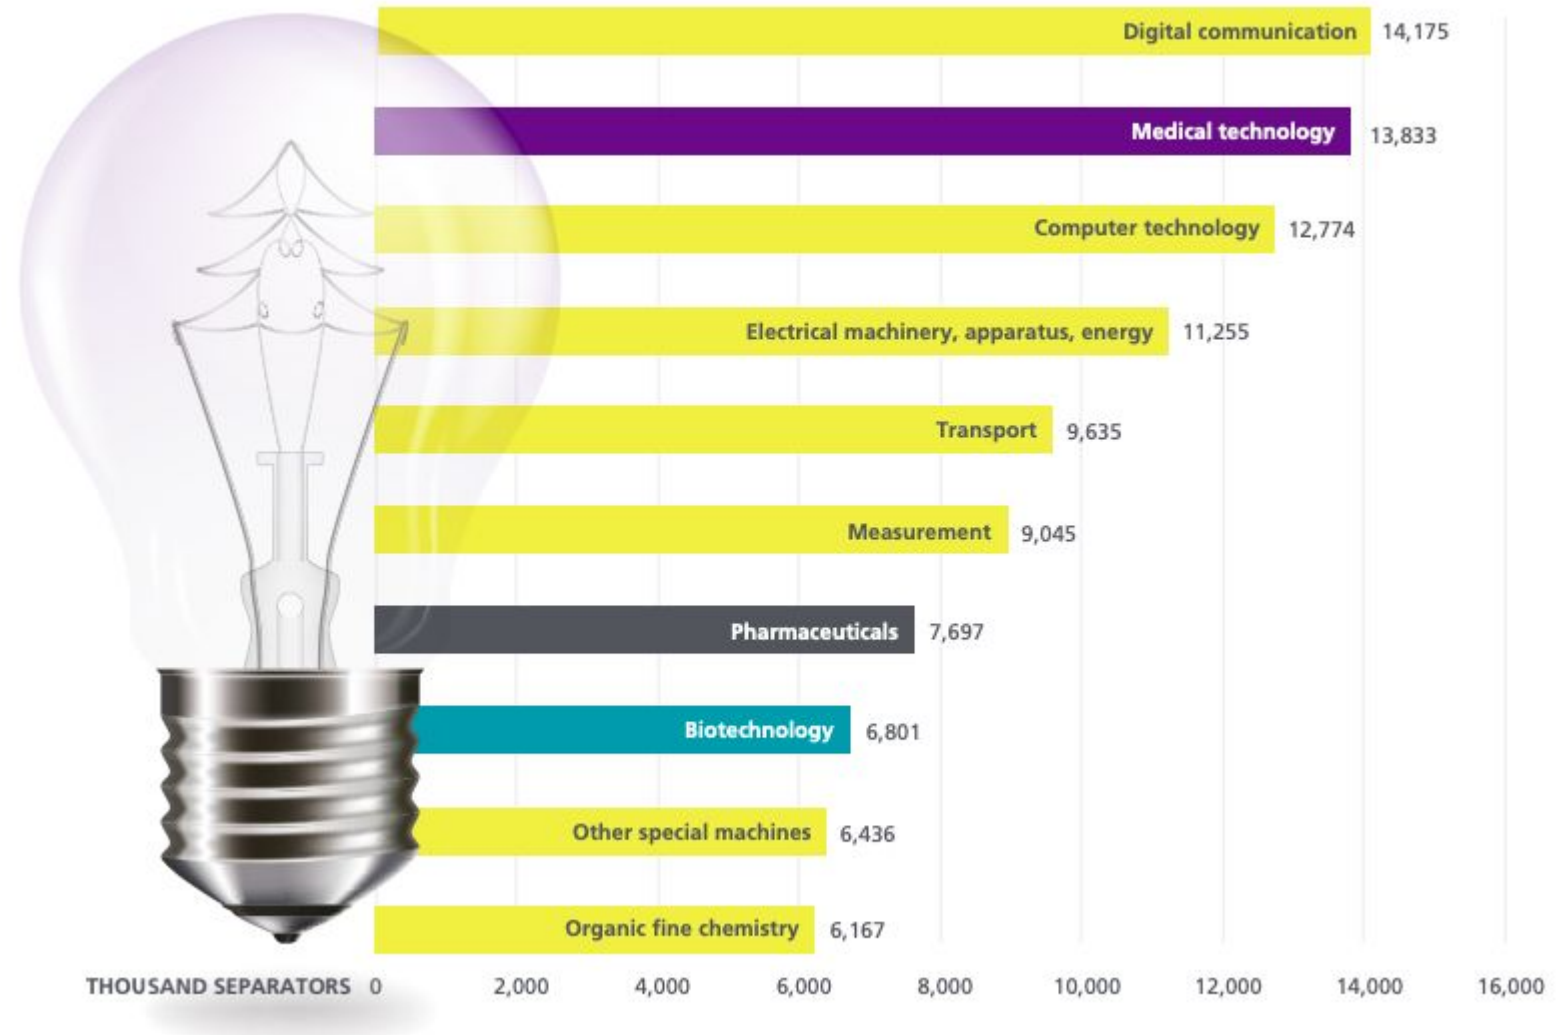 Digital communication 14,175
Medical technology 13,833
Computer technology 12,774
Electrical machinery, apparatus, energy 11,255
Transport 9,635
Measurement 9,045
Pharmaceuticals 7,697
Biotechnology 6,801
Other special machines 6,436
Organic fine chemistry 6,167
THOUSAND SEPARATORS 0 2,000 4,000 6,000 8,000 10,000 12,000 14,000 16,000